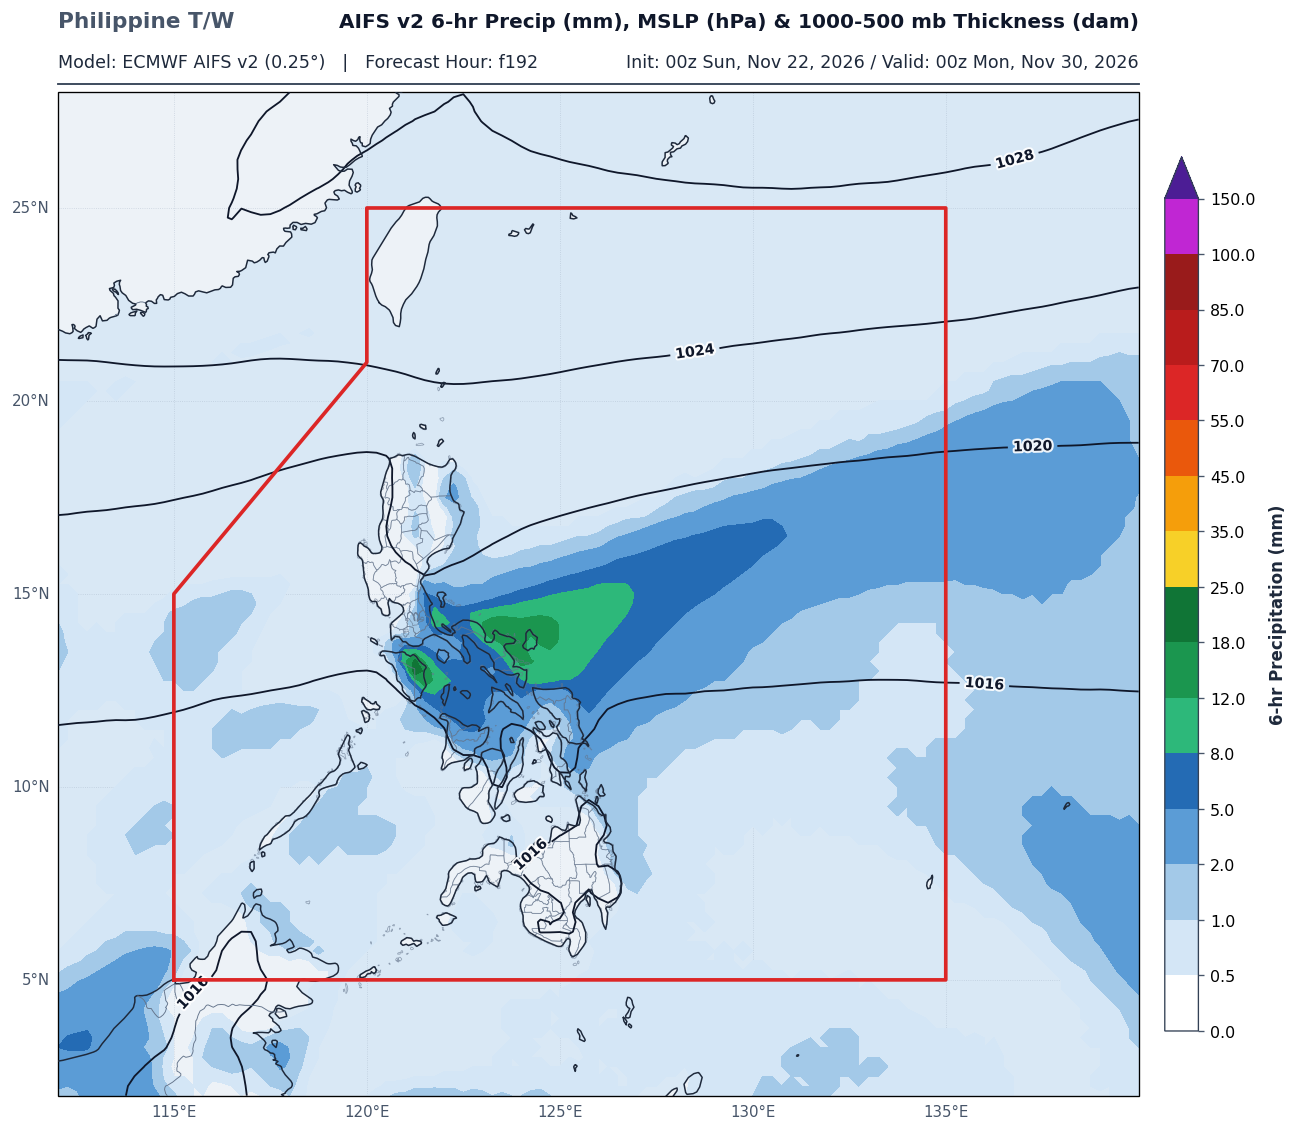 Philippine T/W
AIFS v2 6-hr Precip (mm), MSLP (hPa) & 1000-500 mb Thickness (dam)
Model: ECMWF AIFS v2 (0.25°) | Forecast Hour: f192
Init: 00z Sun, Nov 22, 2026 / Valid: 00z Mon, Nov 30, 2026
1028
1024
1020
1016
1016
1016
25°N
20°N
15°N
10°N
5°N
115°E
120°E
125°E
130°E
135°E
150.0
100.0
85.0
70.0
55.0
45.0
35.0
25.0
18.0
12.0
8.0
5.0
2.0
1.0
0.5
0.0
6-hr Precipitation (mm)